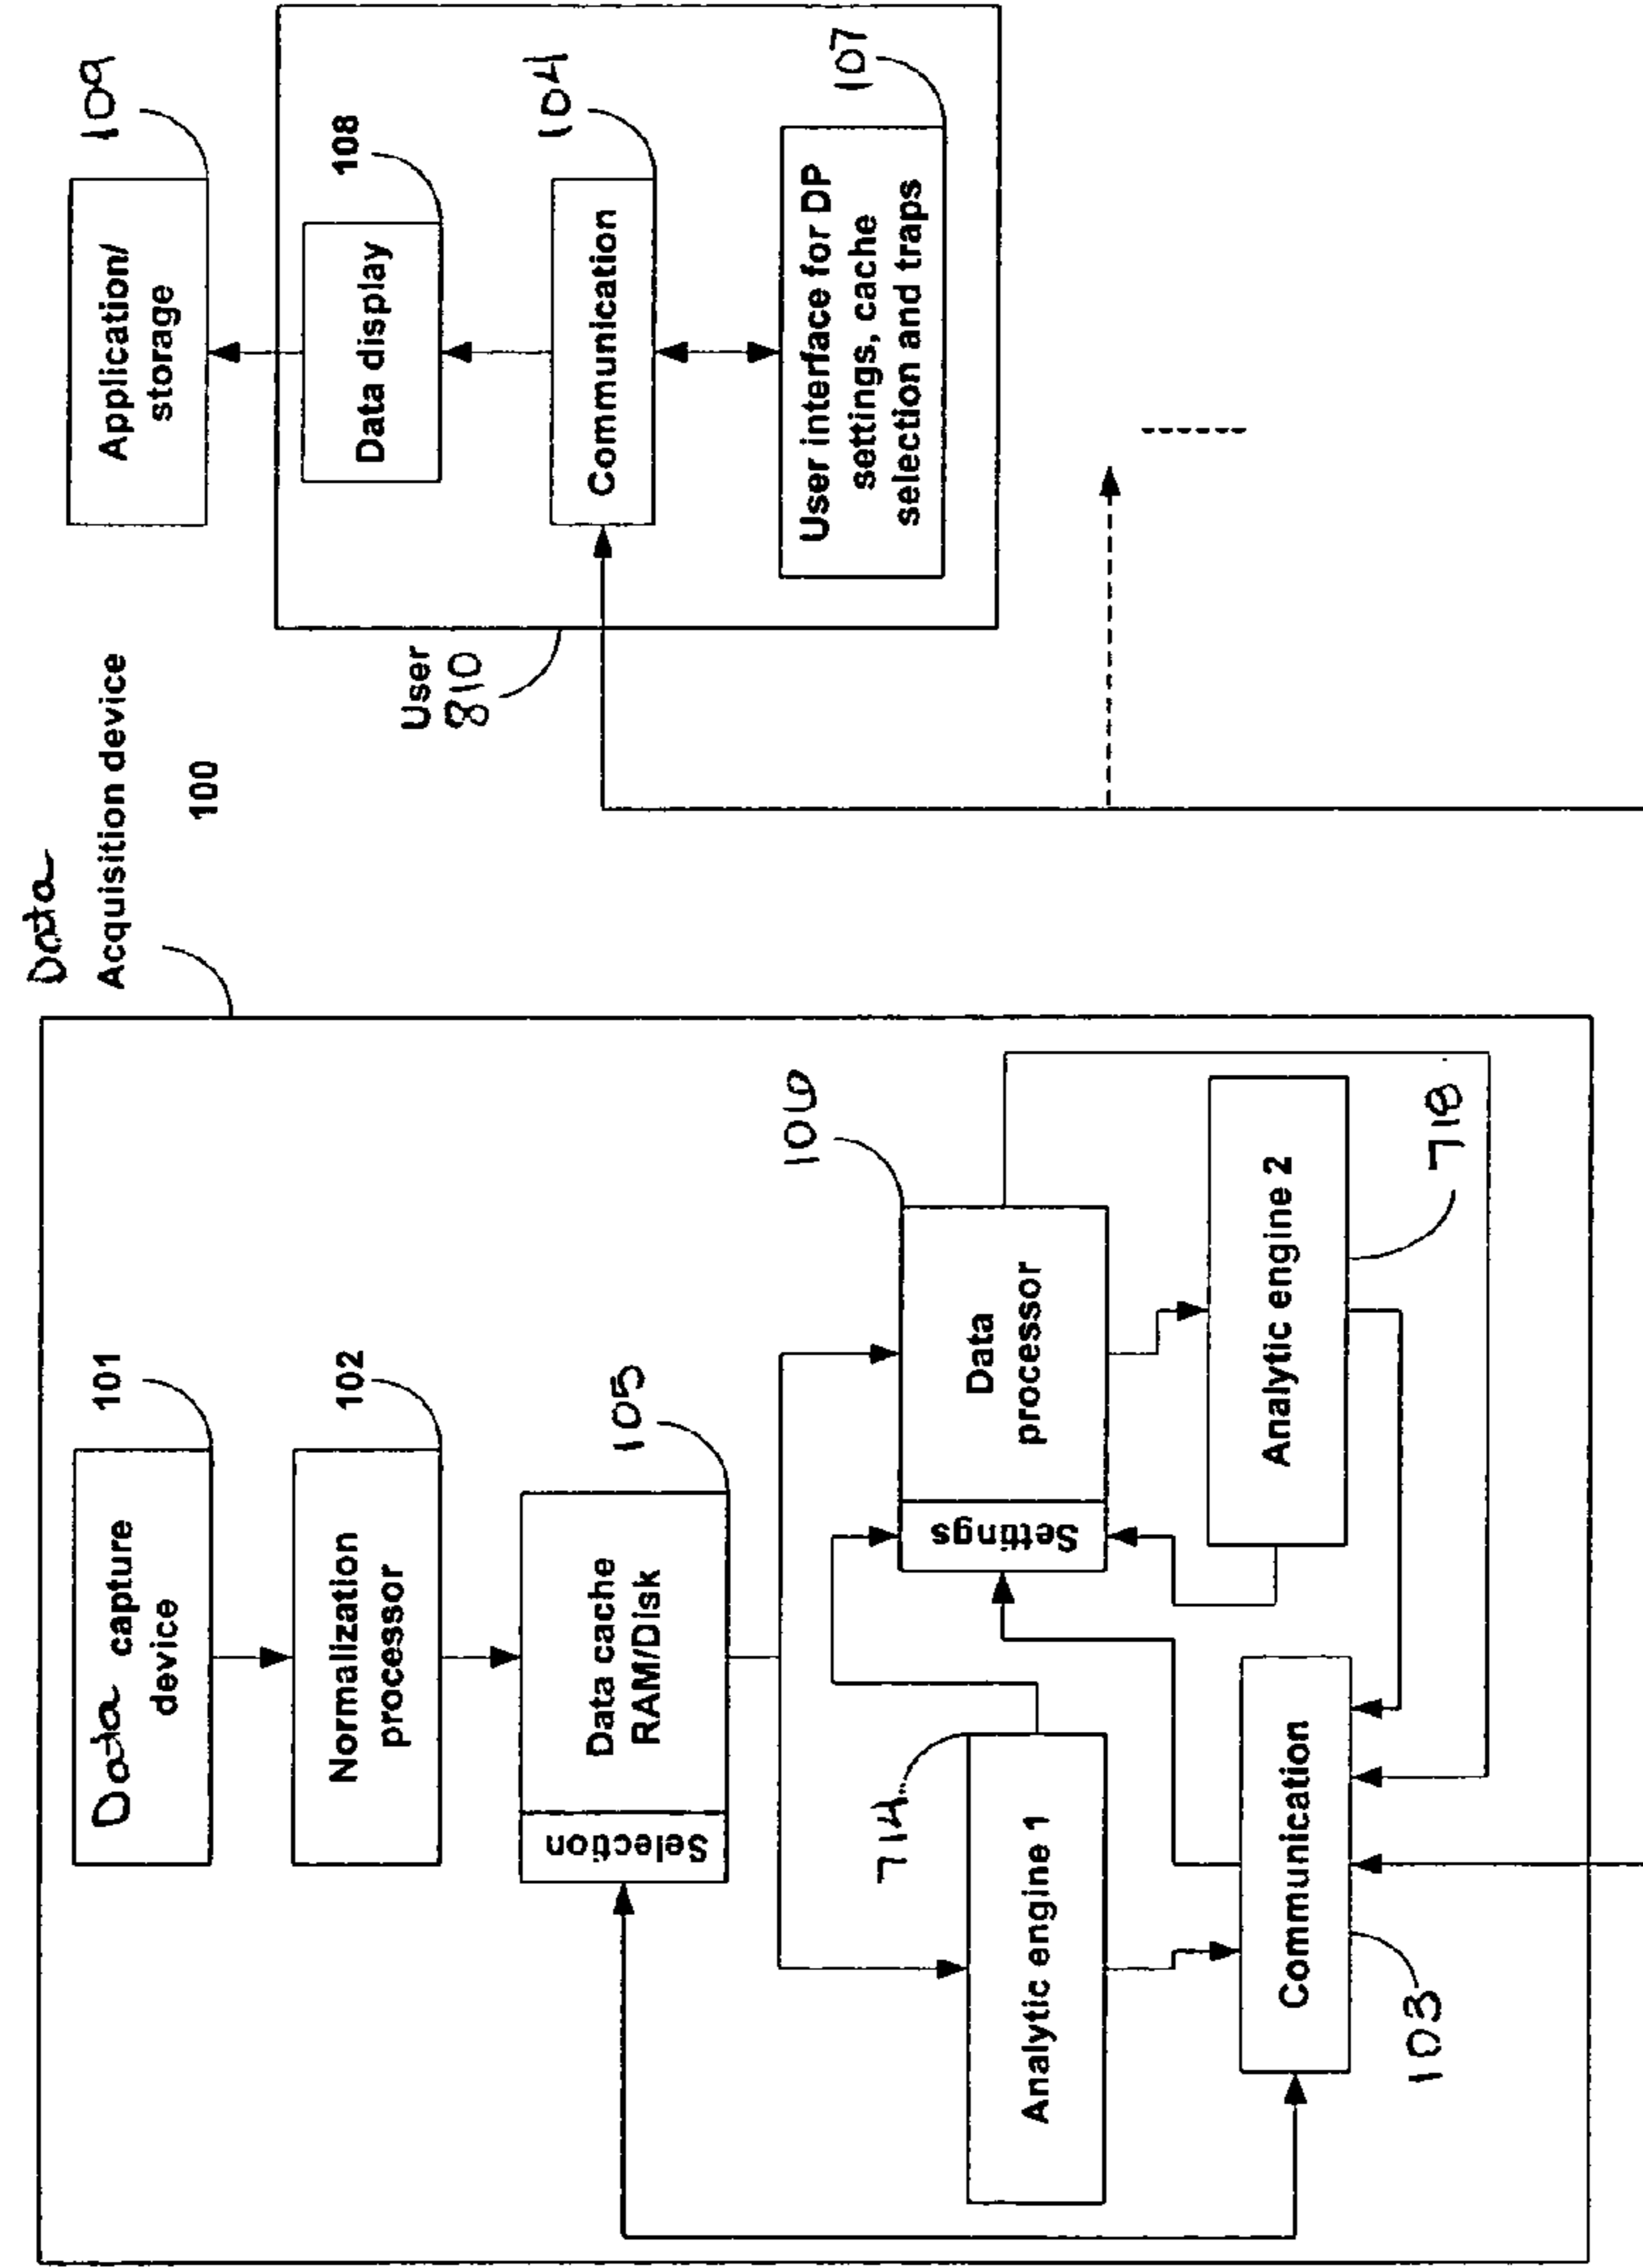 Data
Acquisition device
100
Data capture
device
101
Normalization
processor
102
Selection
Data cache
RAM/Disk
105
Analytic engine 1
714
Settings
Data
processor
106
Analytic engine 2
718
Communication
103
User
810
Application/
storage
109
Data display
108
Communication
104
User interface for DP
settings, cache
selection and traps
107